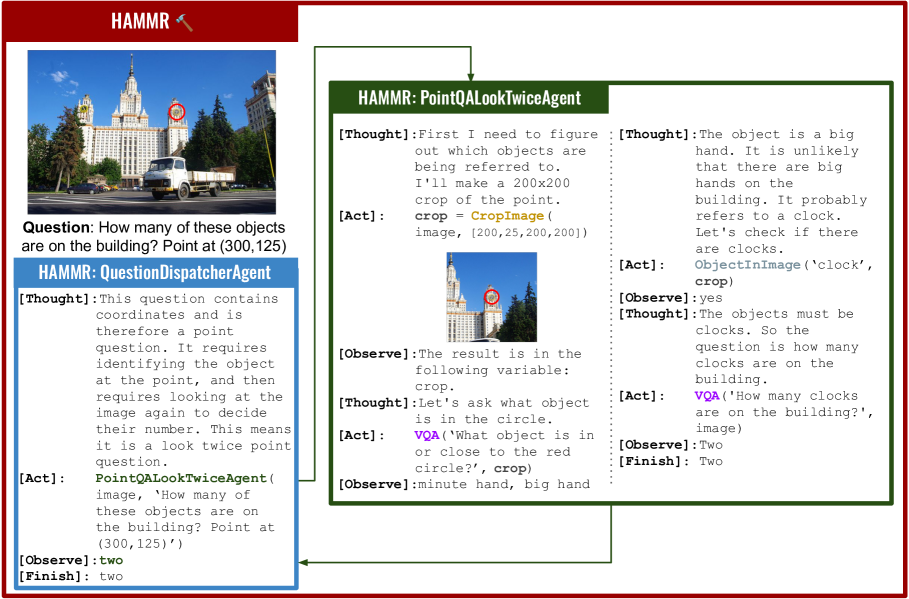 HAMMR 🔨
Question: How many of these objects
are on the building? Point at (300,125)
HAMMR: QuestionDispatcherAgent
[Thought]:This question contains
coordinates and is
therefore a point
question. It requires
identifying the object
at the point, and then
requires looking at the
image again to decide
their number. This means
it is a look twice point
question.
[Act]: PointQALookTwiceAgent(
image, ‘How many of
these objects are on
the building? Point at
(300,125)’)
[Observe]:two
[Finish]: two
HAMMR: PointQALookTwiceAgent
[Thought]:First I need to figure
out which objects are
being referred to.
I'll make a 200x200
crop of the point.
[Act]: crop = CropImage(
image, [200,25,200,200])
[Observe]:The result is in the
following variable:
crop.
[Thought]:Let's ask what object
is in the circle.
[Act]: VQA(‘What object is in
or close to the red
circle?’, crop)
[Observe]:minute hand, big hand
[Thought]:The object is a big
hand. It is unlikely
that there are big
hands on the
building. It probably
refers to a clock.
Let's check if there
are clocks.
[Act]: ObjectInImage(‘clock’,
crop)
[Observe]:yes
[Thought]:The objects must be
clocks. So the
question is how many
clocks are on the
building.
[Act]: VQA('How many clocks
are on the building?',
image)
[Observe]:Two
[Finish]: Two